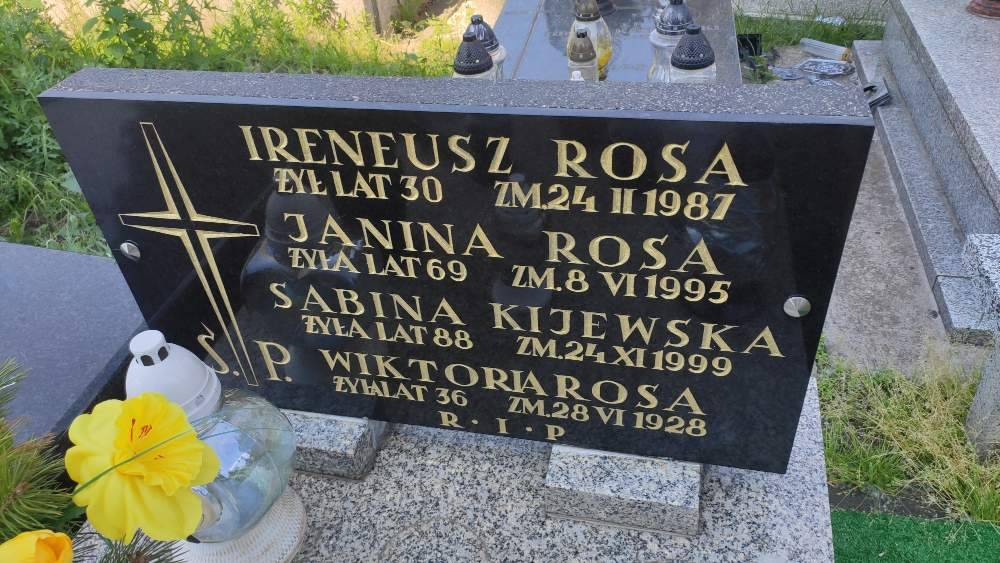 IRENEUSZ ROSA
ŻYŁ LAT 30 ZM. 24 II 1987
JANINA ROSA
ŻYŁA LAT 69 ZM. 8 VI 1995
SABINA KIJEWSKA
ŻYŁA LAT 88 ZM. 24 XI 1999
Ś. P. WIKTORIA ROSA
ŻYŁA LAT 36 ZM. 28 VI 1928
R · I · P